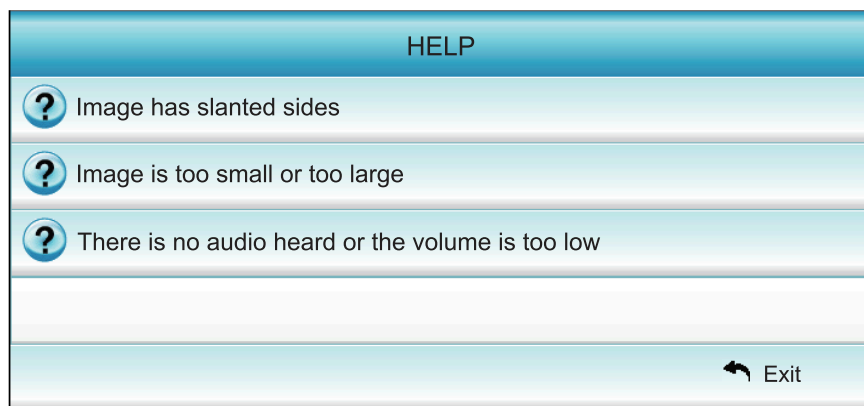 HELP
? Image has slanted sides
? Image is too small or too large
? There is no audio heard or the volume is too low
Exit